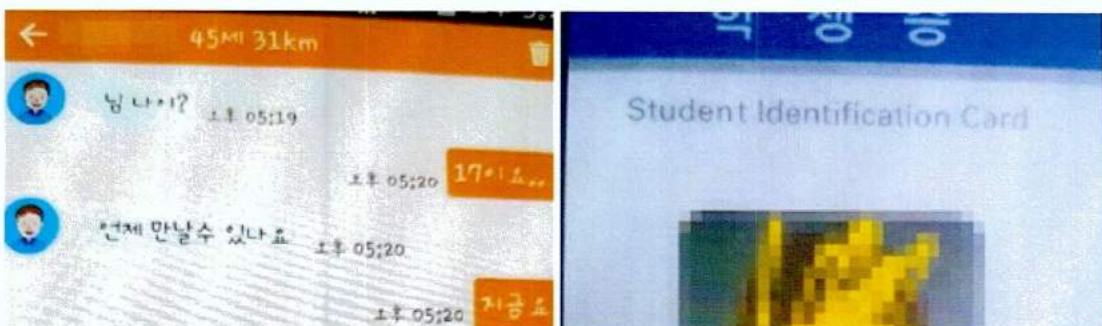 45세 31km
님 나이?
오후 05:19
오후 05:20
17이요..
언제 만날수 있나요
오후 05:20
오후 05:20
지금요
학생증
Student Identification Card